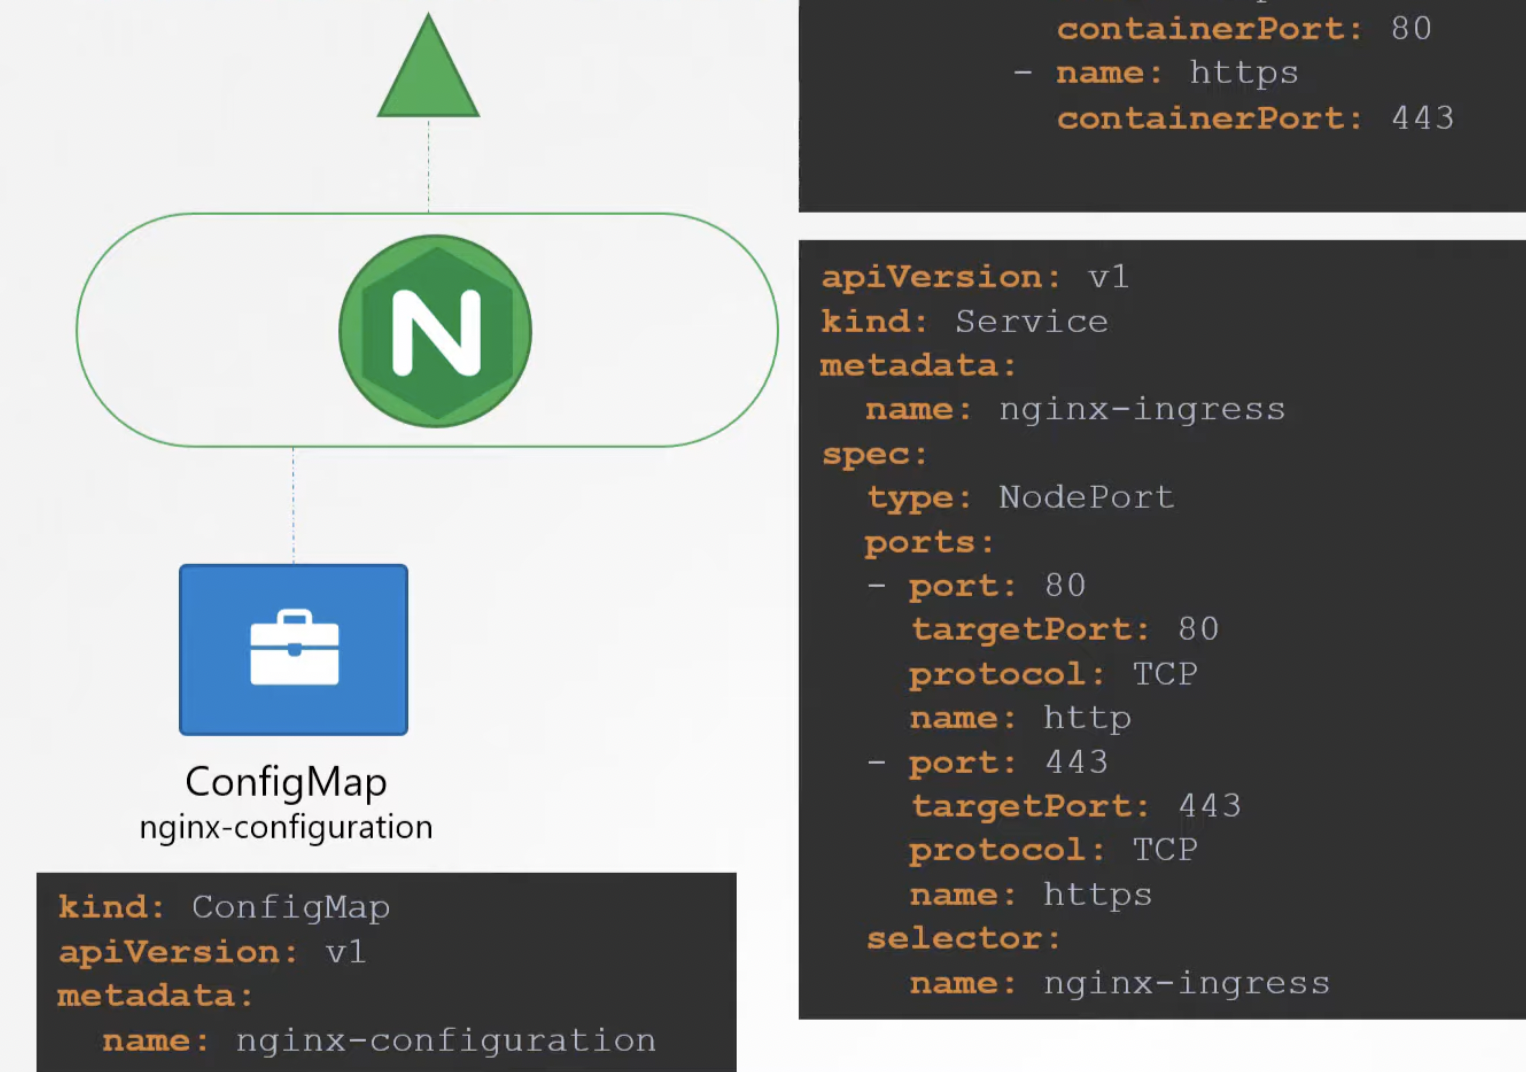 containerPort: 80
- name: https
containerPort: 443
apiVersion: v1
kind: Service
metadata:
name: nginx-ingress
spec:
type: NodePort
ports:
- port: 80
targetPort: 80
protocol: TCP
name: http
- port: 443
targetPort: 443
protocol: TCP
name: https
selector:
name: nginx-ingress
N
ConfigMap
nginx-configuration
kind: ConfigMap
apiVersion: v1
metadata:
name: nginx-configuration